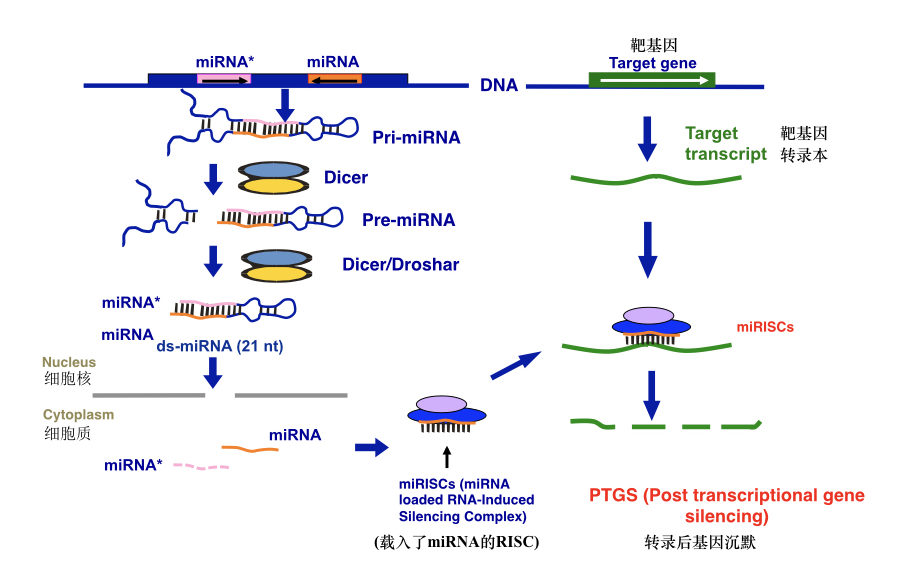 miRNA*
miRNA
DNA
Pri-miRNA
Dicer
Pre-miRNA
Dicer/Droshar
miRNA*
miRNA
ds-miRNA (21 nt)
Nucleus
细胞核
Cytoplasm
细胞质
miRNA
miRNA*
miRISCs (miRNA
loaded RNA-Induced
Silencing Complex)
(载入了miRNA的RISC)
靶基因
Target gene
Target
transcript
靶基因
转录本
miRISCs
PTGS (Post transcriptional gene
silencing)
转录后基因沉默